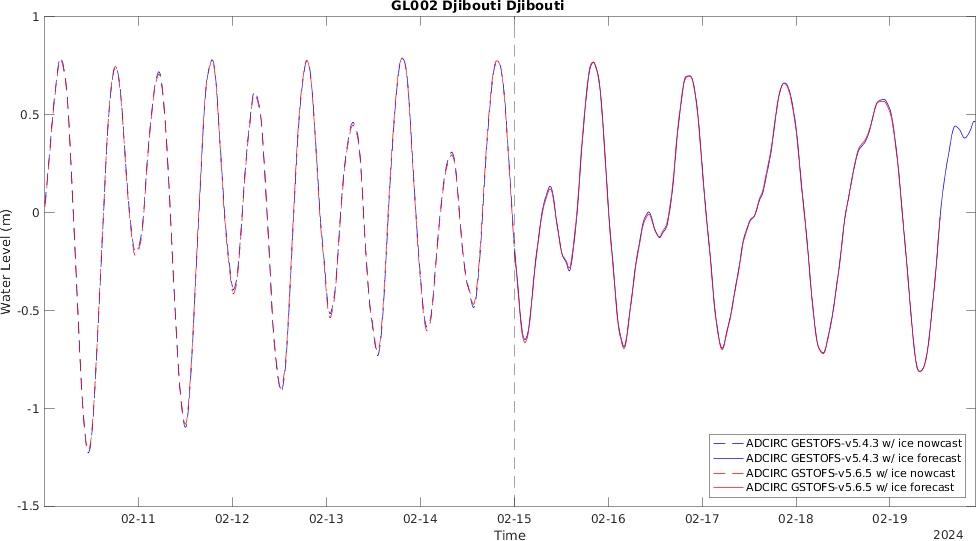 GL002 Djibouti Djibouti
1
0.5
0
-0.5
-1
-1.5
Water Level (m)
02-11 02-12 02-13 02-14 02-15 02-16 02-17 02-18 02-19
Time
2024
ADCIRC GESTOFS-v5.4.3 w/ ice nowcast
ADCIRC GESTOFS-v5.4.3 w/ ice forecast
ADCIRC GSTOFS-v5.6.5 w/ ice nowcast
ADCIRC GSTOFS-v5.6.5 w/ ice forecast